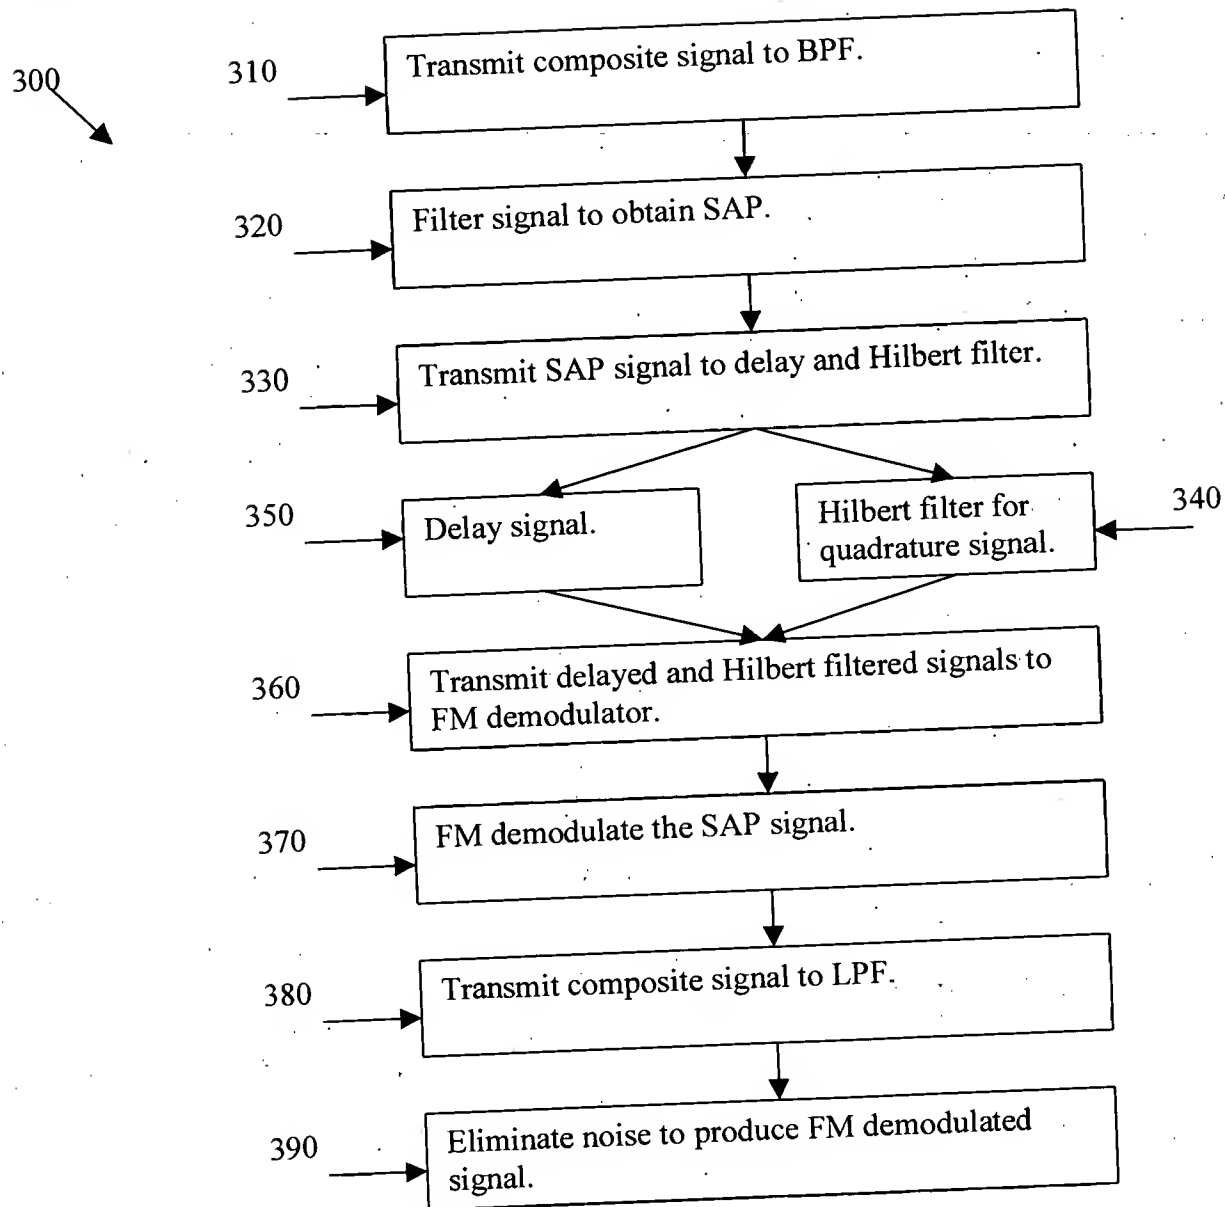 300
310
Transmit composite signal to BPF.
320
Filter signal to obtain SAP.
330
Transmit SAP signal to delay and Hilbert filter.
350
Delay signal.
Hilbert filter for
quadrature signal.
340
360
Transmit delayed and Hilbert filtered signals to
FM demodulator.
370
FM demodulate the SAP signal.
380
Transmit composite signal to LPF.
390
Eliminate noise to produce FM demodulated
signal.